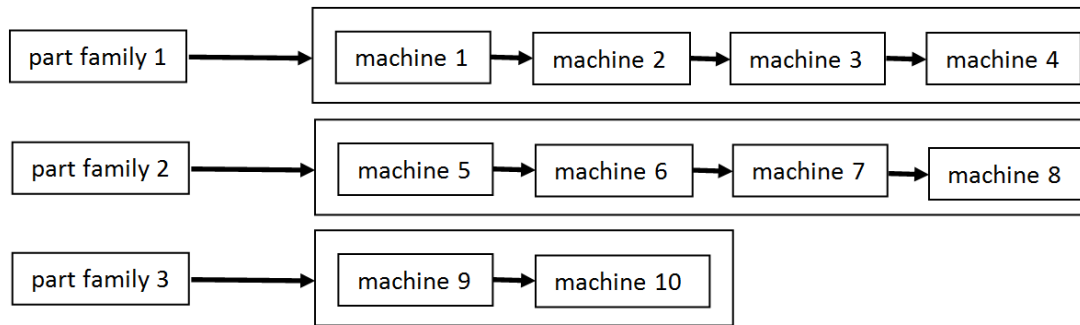 part family 1
machine 1
machine 2
machine 3
machine 4
part family 2
machine 5
machine 6
machine 7
machine 8
part family 3
machine 9
machine 10